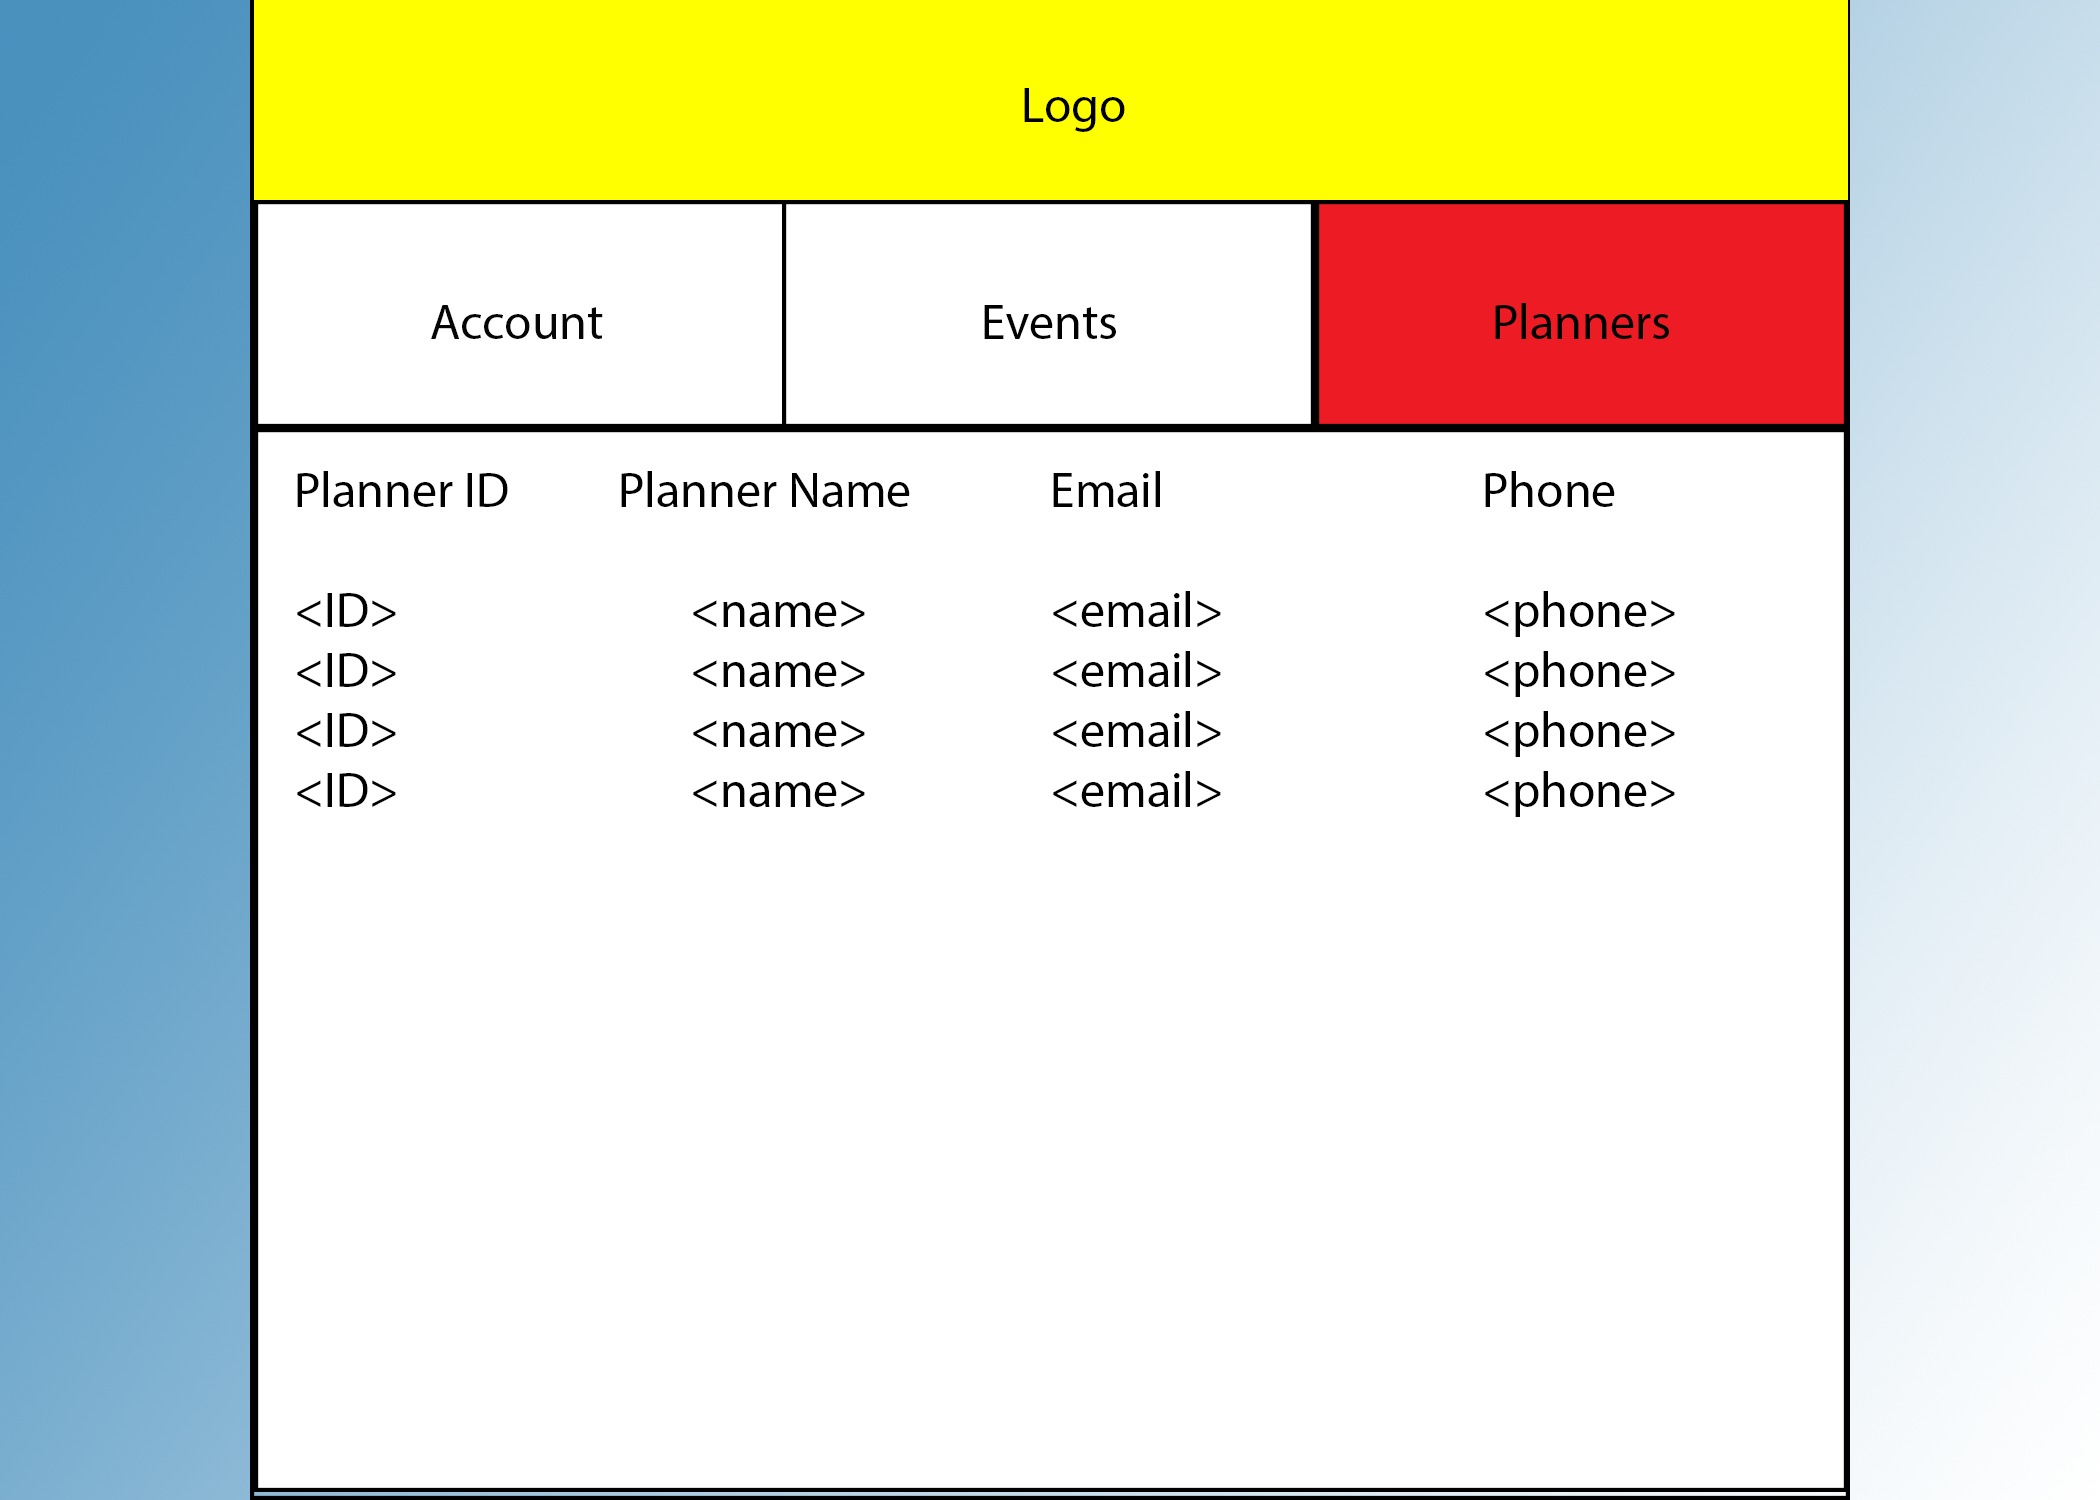 Logo
Account Events Planners
Planner ID Planner Name Email Phone
<ID> <name> <email> <phone>
<ID> <name> <email> <phone>
<ID> <name> <email> <phone>
<ID> <name> <email> <phone>